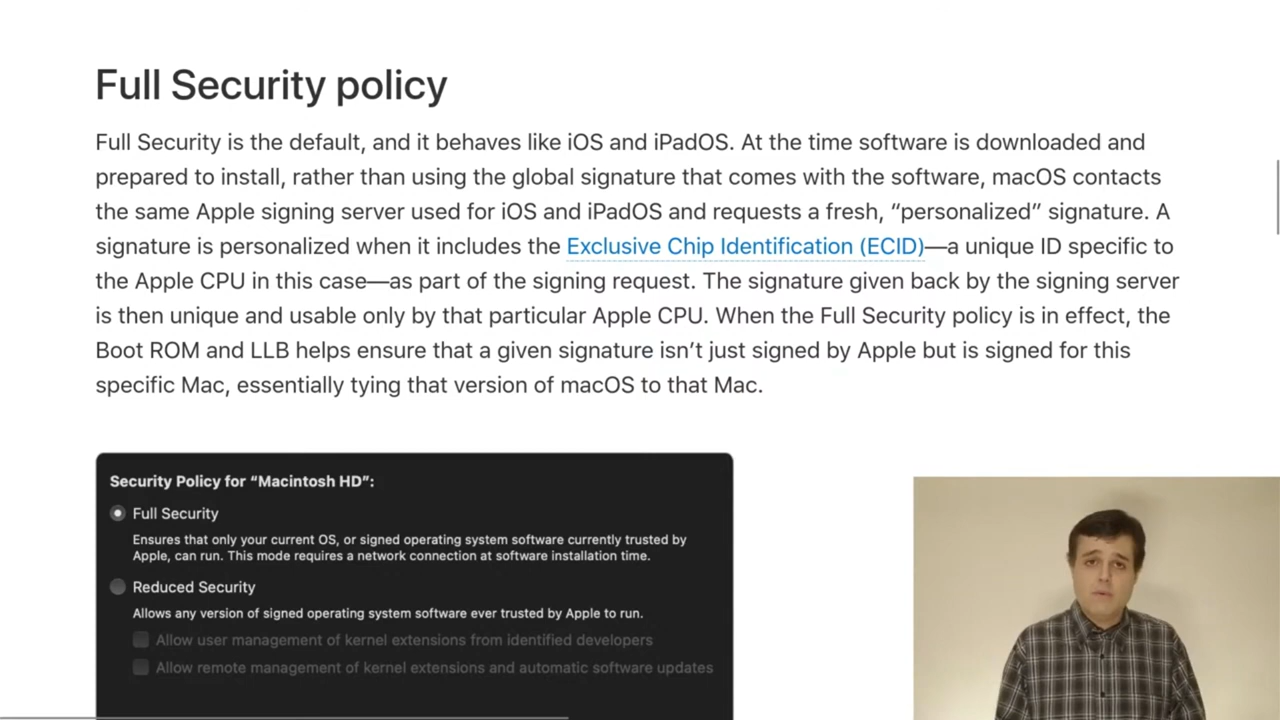 Full Security policy
Full Security is the default, and it behaves like iOS and iPadOS. At the time software is downloaded and
prepared to install, rather than using the global signature that comes with the software, macOS contacts
the same Apple signing server used for iOS and iPadOS and requests a fresh, “personalized” signature. A
signature is personalized when it includes the Exclusive Chip Identification (ECID)—a unique ID specific to
the Apple CPU in this case—as part of the signing request. The signature given back by the signing server
is then unique and usable only by that particular Apple CPU. When the Full Security policy is in effect, the
Boot ROM and LLB helps ensure that a given signature isn’t just signed by Apple but is signed for this
specific Mac, essentially tying that version of macOS to that Mac.
Security Policy for “Macintosh HD”:
Full Security
Ensures that only your current OS, or signed operating system software currently trusted by
Apple, can run. This mode requires a network connection at software installation time.
Reduced Security
Allows any version of signed operating system software ever trusted by Apple to run.
Allow user management of kernel extensions from identified developers
Allow remote management of kernel extensions and automatic software updates